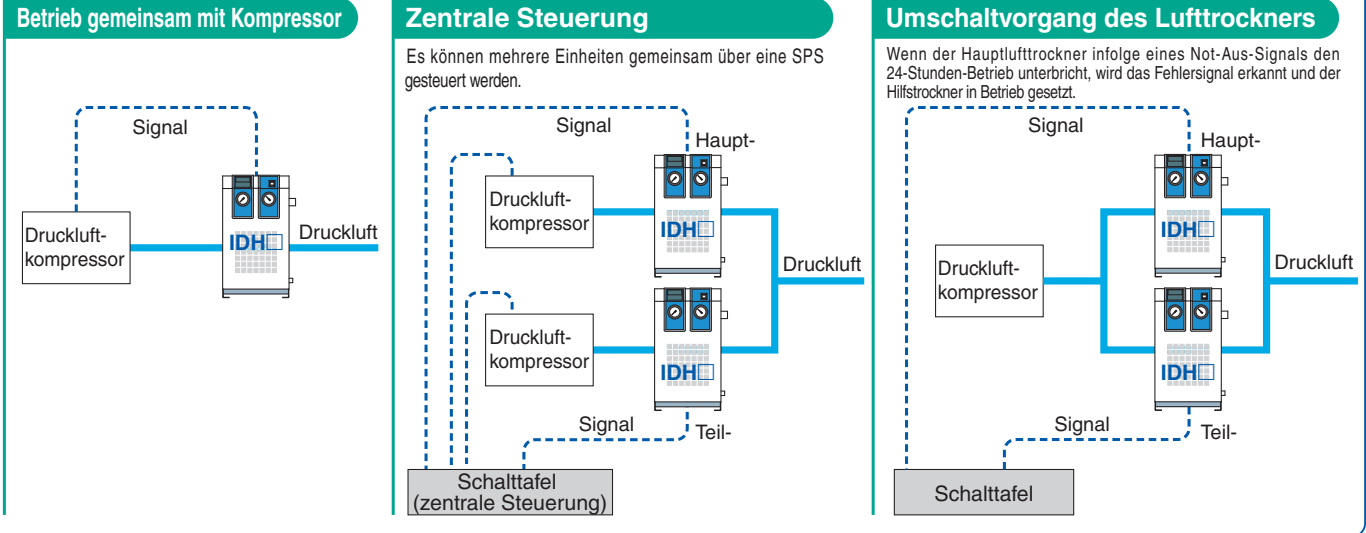 Betrieb gemeinsam mit Kompressor
Signal
Druckluft-
kompressor
IDH□
Druckluft
Zentrale Steuerung
Es können mehrere Einheiten gemeinsam über eine SPS
gesteuert werden.
Signal
Haupt-
Druckluft-
kompressor
IDH□
Druckluft
Druckluft-
kompressor
IDH□
Signal
Teil-
Schalttafel
(zentrale Steuerung)
Umschaltvorgang des Lufttrockners
Wenn der Hauptlufttrockner infolge eines Not-Aus-Signals den
24-Stunden-Betrieb unterbricht, wird das Fehlersignal erkannt und der
Hilfstrockner in Betrieb gesetzt.
Signal
Haupt-
IDH□
Druckluft-
kompressor
Druckluft
IDH□
Signal
Teil-
Schalttafel